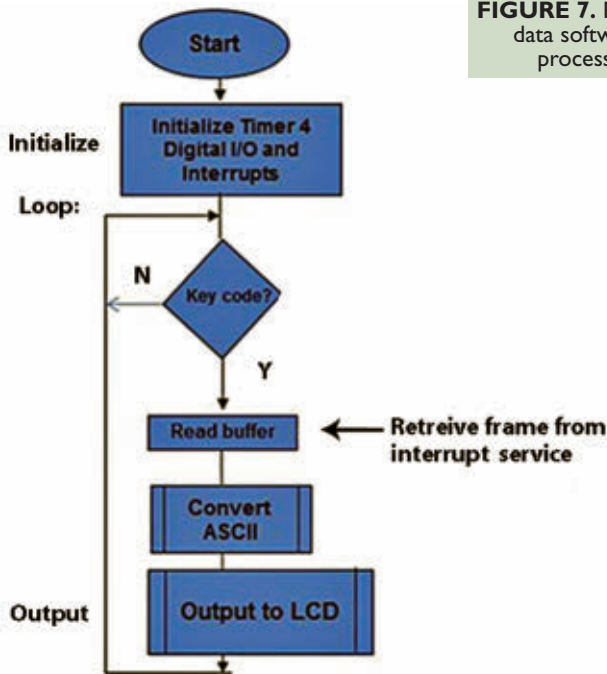 FIGURE 7.
data softw
process
Start
Initialize
Initialize Timer 4
Digital I/O and
Interrupts
Loop:
N
Key code?
Y
Read buffer
Retreive frame from
interrupt service
Convert
ASCII
Output
Output to LCD